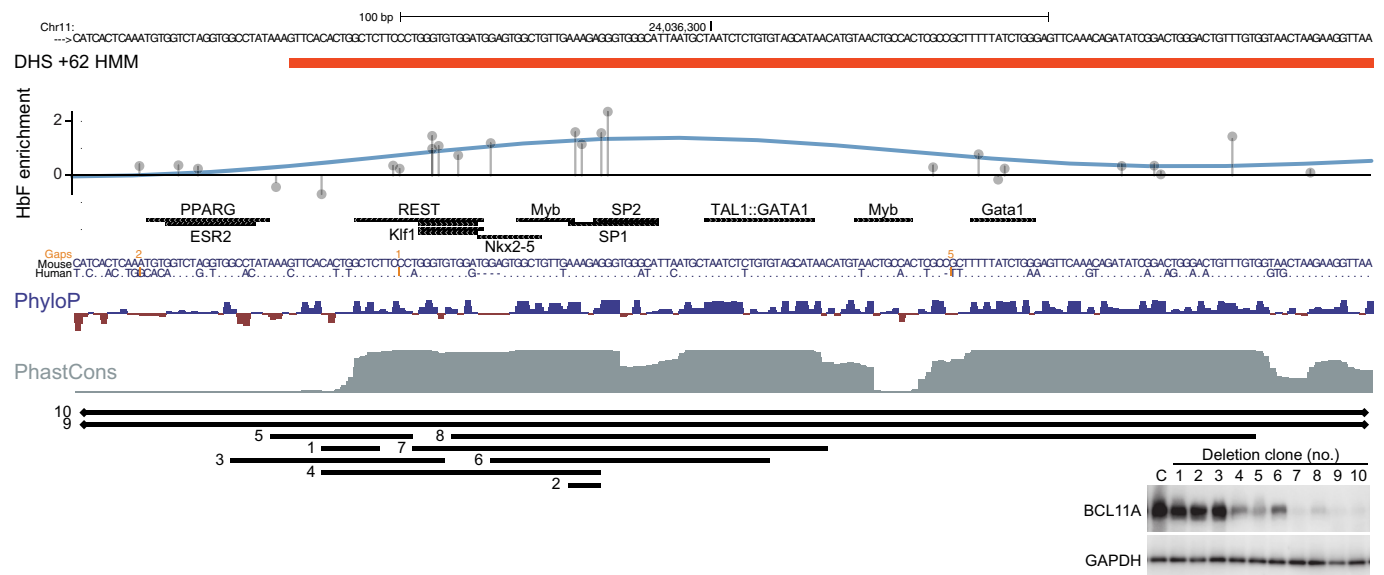 100 bp
Chr11:
24,036,300
--->CATCACTCAAATGTGGTCTAGGTGGCCTATAAAGTTCACACTGGCTCTTCCCTGGGTGTGGATGGAGTGGCTGTTGAAAGAGGGTGGGCATTAATGCTAATCTCTGTGTAGCATAACATGTAACTGCCACTCGCCGCTTTTTATCTGGGAGTTCAAACAGATATCGGACTGGGACTGTTTGTGGTAACTAAGAAGGTTAA
DHS +62 HMM
HbF enrichment
2
0
PPARG
REST
Myb
SP2
TAL1::GATA1
Myb
Gata1
ESR2
Klf1
Nkx2-5
SP1
Gaps
2
1
5
Mouse
Human
PhyloP
PhastCons
10
9
5
8
1
7
3
6
4
2
Deletion clone (no.)
C 1 2 3 4 5 6 7 8 9 10
BCL11A
GAPDH